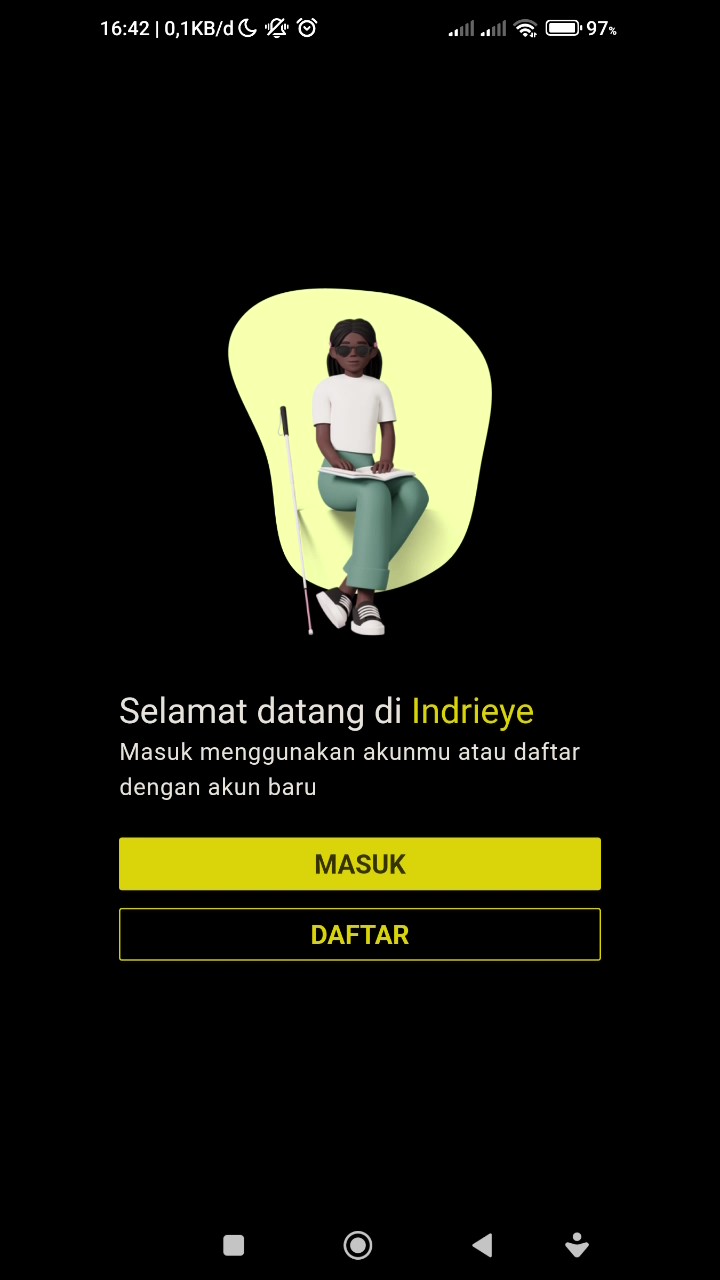 16:42 | 0,1KB/d 97%
Selamat datang di Indrieye
Masuk menggunakan akunmu atau daftar
dengan akun baru
MASUK
DAFTAR